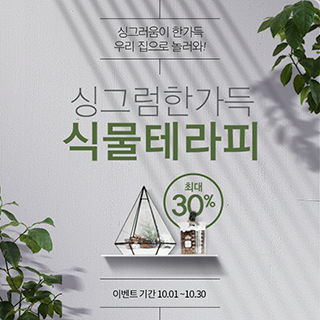 싱그러움이 한가득
우리 집으로 놀러와!
싱그럼한가득
식물테라피
최대
30%
이벤트 기간 10.01 ~10.30